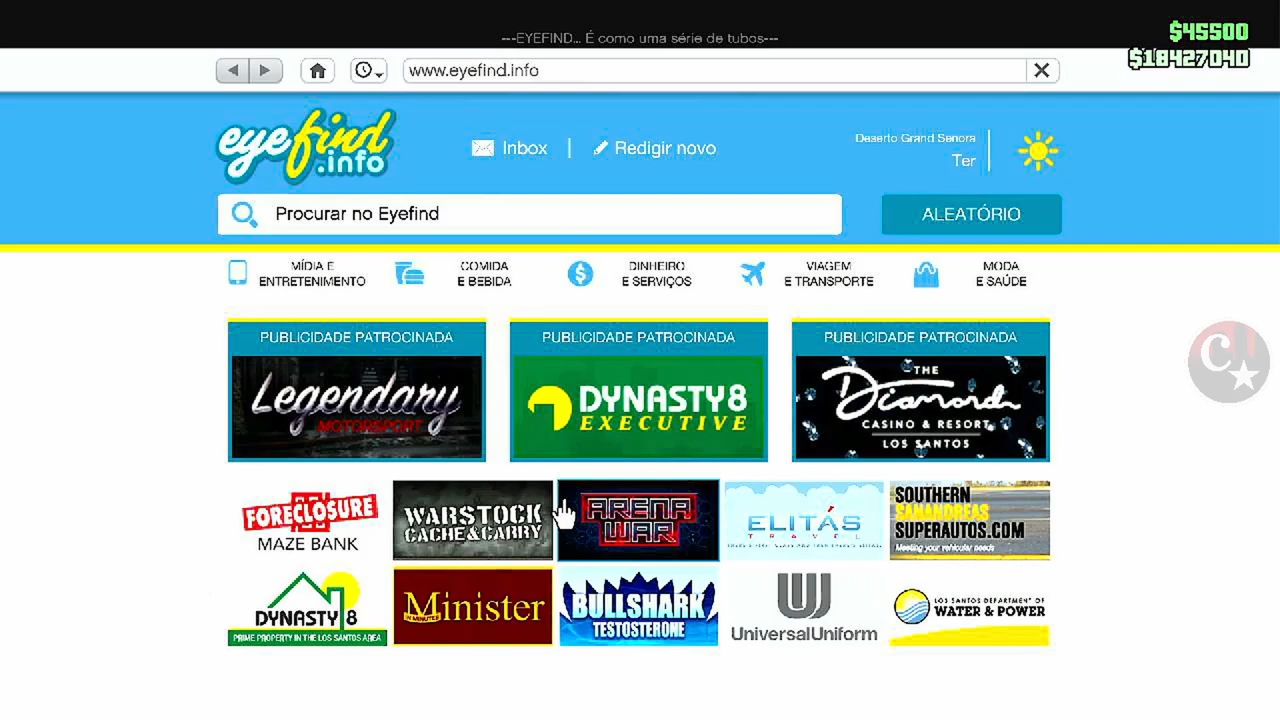 ---EYEFIND... É como uma série de tubos---
$45500
$18427040
www.eyefind.info
eyefind
.info
Inbox | Redigir novo
Deserto Grand Senora
Ter
Procurar no Eyefind
ALEATÓRIO
MÍDIA E
ENTRETENIMENTO
COMIDA
E BEBIDA
DINHEIRO
E SERVIÇOS
VIAGEM
E TRANSPORTE
MODA
E SAÚDE
PUBLICIDADE PATROCINADA
Legendary
MOTORSPORT
PUBLICIDADE PATROCINADA
DYNASTY8
EXECUTIVE
PUBLICIDADE PATROCINADA
THE
Diamond
CASINO & RESORT
LOS SANTOS
FORECLOSURE
MAZE BANK
WARSTOCK
CACHE&CARRY
ARENA
WAR
ELITÁS
TRAVEL
SOUTHERN
SANANDREAS
SUPERAUTOS.COM
Meeting your vehicular needs
DYNASTY 8
PRIME PROPERTY IN THE LOS SANTOS AREA
Minister
IN MINUTES
BULLSHARK
TESTOSTERONE
UniversalUniform
LOS SANTOS DEPARTMENT OF
WATER & POWER
C